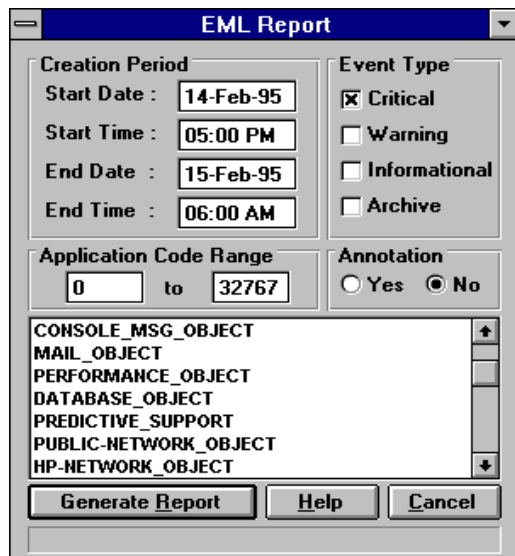 EML Report
Creation Period
Start Date : 14-Feb-95
Start Time : 05:00 PM
End Date : 15-Feb-95
End Time : 06:00 AM
Event Type
Critical
Warning
Informational
Archive
Application Code Range
0 to 32767
Annotation
Yes No
CONSOLE_MSG_OBJECT
MAIL_OBJECT
PERFORMANCE_OBJECT
DATABASE_OBJECT
PREDICTIVE_SUPPORT
PUBLIC-NETWORK_OBJECT
HP-NETWORK_OBJECT
Generate Report Help Cancel